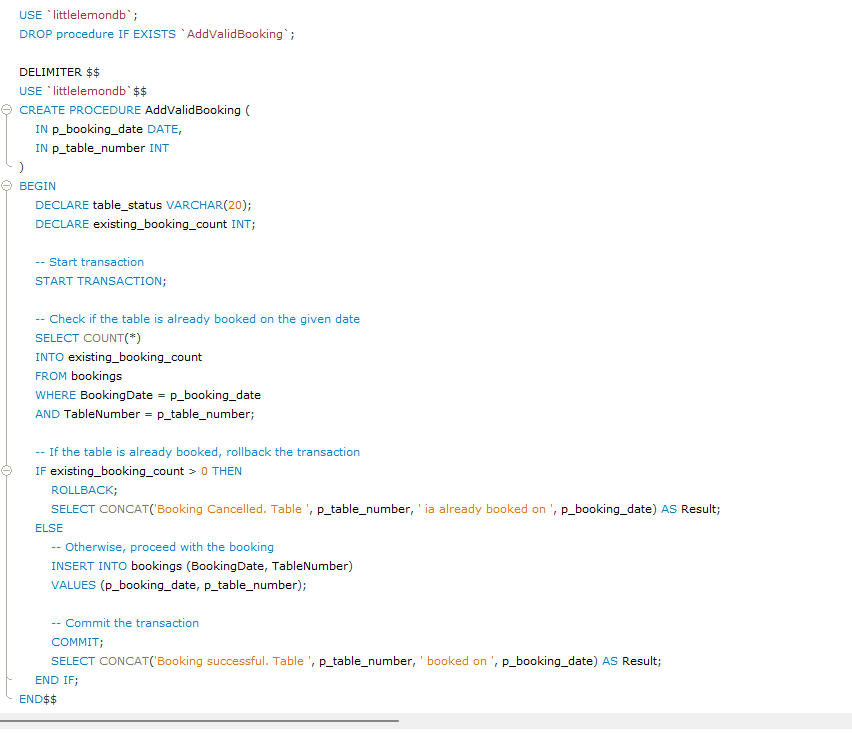 USE `littlelemondb`;
DROP procedure IF EXISTS `AddValidBooking`;
DELIMITER $$
USE `littlelemondb`$$
CREATE PROCEDURE AddValidBooking (
IN p_booking_date DATE,
IN p_table_number INT
)
BEGIN
DECLARE table_status VARCHAR(20);
DECLARE existing_booking_count INT;
-- Start transaction
START TRANSACTION;
-- Check if the table is already booked on the given date
SELECT COUNT(*)
INTO existing_booking_count
FROM bookings
WHERE BookingDate = p_booking_date
AND TableNumber = p_table_number;
-- If the table is already booked, rollback the transaction
IF existing_booking_count > 0 THEN
ROLLBACK;
SELECT CONCAT('Booking Cancelled. Table ', p_table_number, ' ia already booked on ', p_booking_date) AS Result;
ELSE
-- Otherwise, proceed with the booking
INSERT INTO bookings (BookingDate, TableNumber)
VALUES (p_booking_date, p_table_number);
-- Commit the transaction
COMMIT;
SELECT CONCAT('Booking successful. Table ', p_table_number, ' booked on ', p_booking_date) AS Result;
END IF;
END$$